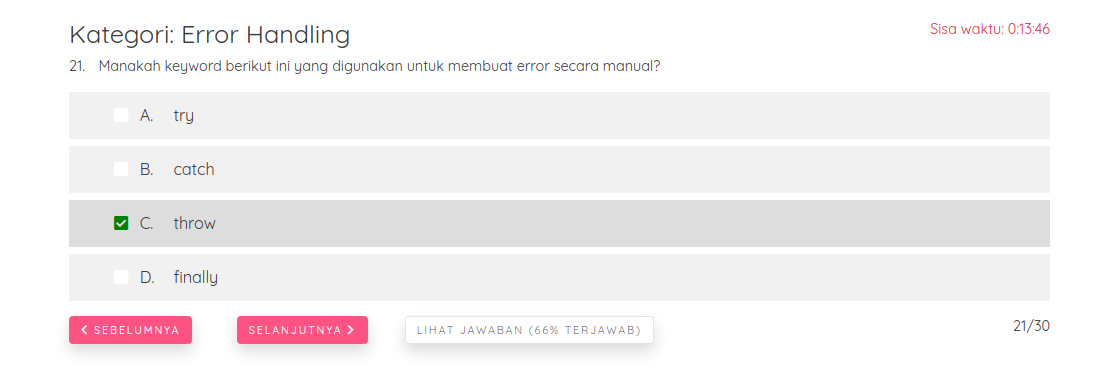 Kategori: Error Handling
Sisa waktu: 0:13:46
21. Manakah keyword berikut ini yang digunakan untuk membuat error secara manual?
A. try
B. catch
C. throw
D. finally
SEBELUMNYA
SELANJUTNYA
LIHAT JAWABAN (66% TERJAWAB)
21/30